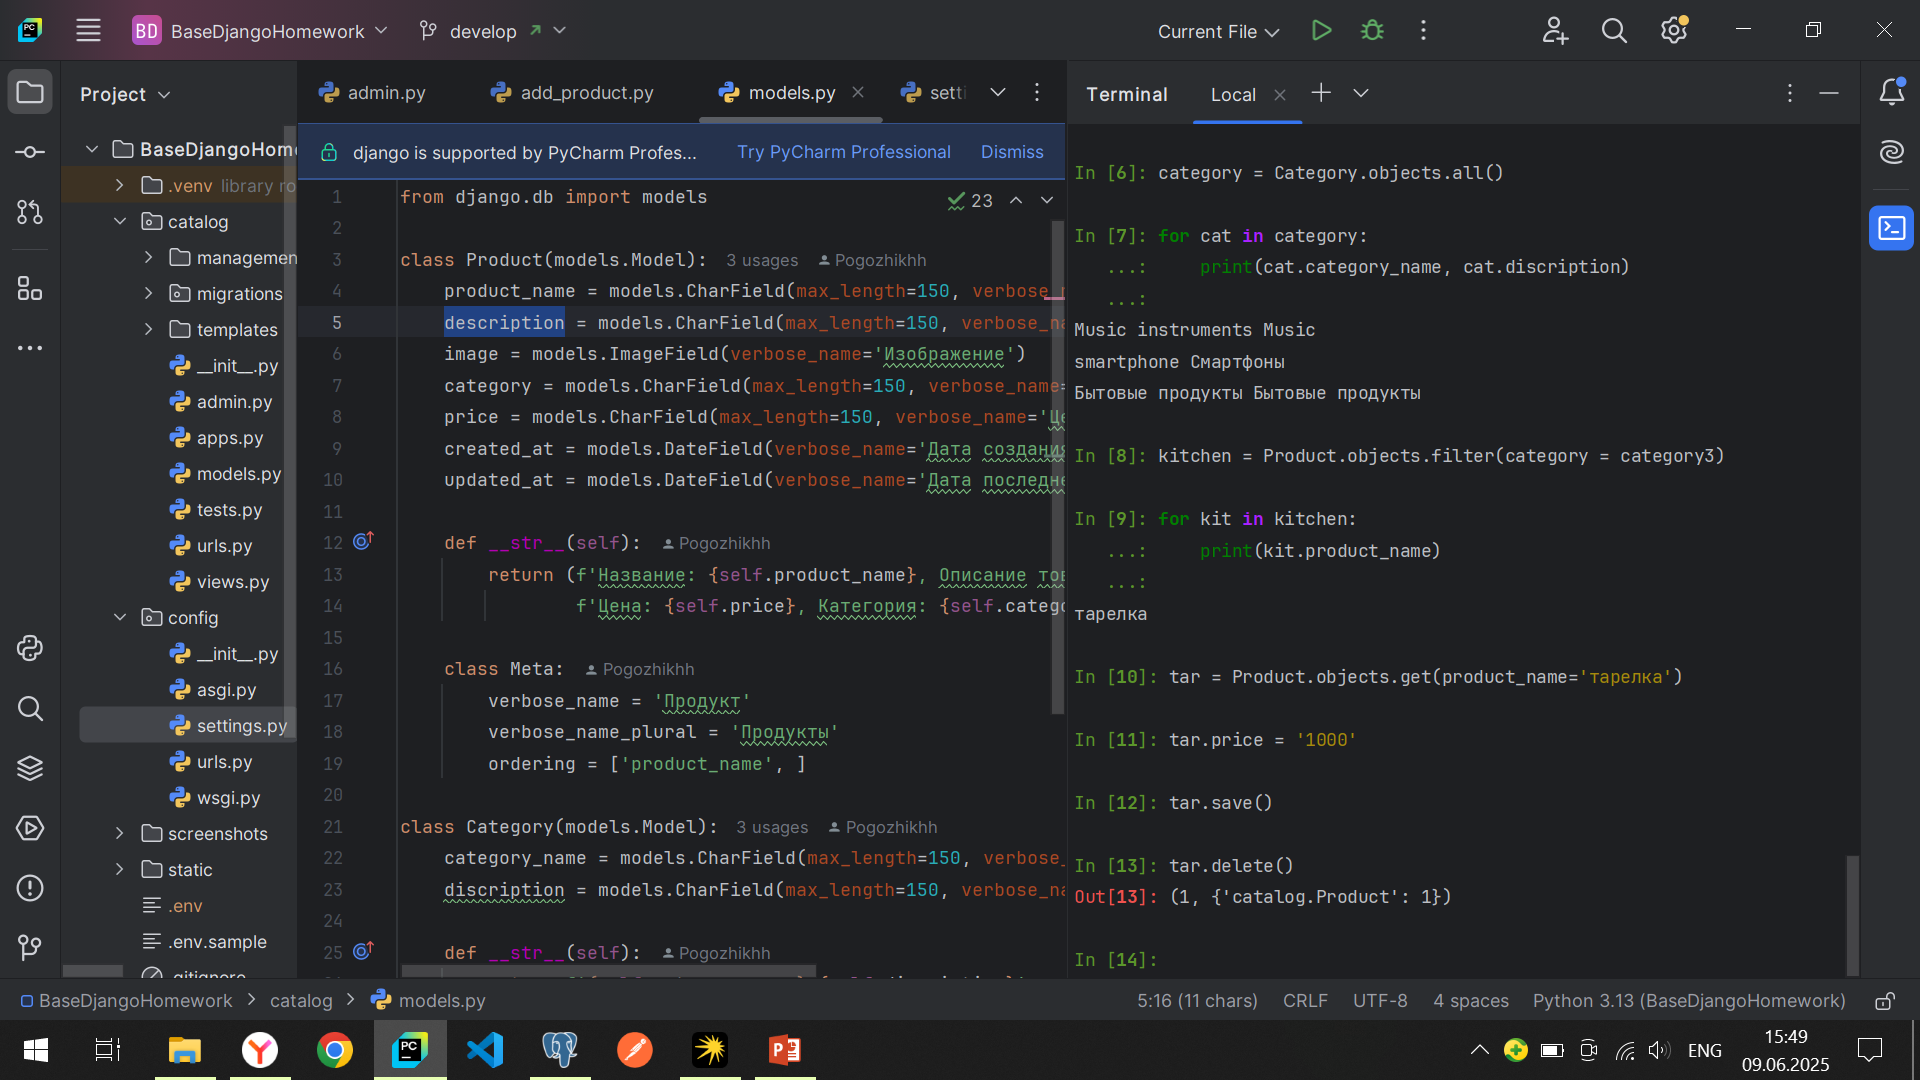 BD BaseDjangoHomework develop Current File
Project
BaseDjangoHom
.venv library ro
catalog
managemen
migrations
templates
__init__.py
admin.py
apps.py
models.py
tests.py
urls.py
views.py
config
__init__.py
asgi.py
settings.py
urls.py
wsgi.py
screenshots
static
.env
.env.sample
.gitignore
admin.py add_product.py models.py setti
django is supported by PyCharm Profes... Try PyCharm Professional Dismiss
23
1 from django.db import models
2
3 class Product(models.Model): 3 usages Pogozhikhh
4 product_name = models.CharField(max_length=150, verbose_n
5 description = models.CharField(max_length=150, verbose_na
6 image = models.ImageField(verbose_name='Изображение')
7 category = models.CharField(max_length=150, verbose_name=
8 price = models.CharField(max_length=150, verbose_name='Це
9 created_at = models.DateField(verbose_name='Дата создания
10 updated_at = models.DateField(verbose_name='Дата последне
11
12 def __str__(self): Pogozhikhh
13 return (f'Название: {self.product_name}, Описание тов
14 f'Цена: {self.price}, Категория: {self.catego
15
16 class Meta: Pogozhikhh
17 verbose_name = 'Продукт'
18 verbose_name_plural = 'Продукты'
19 ordering = ['product_name', ]
20
21 class Category(models.Model): 3 usages Pogozhikhh
22 category_name = models.CharField(max_length=150, verbose_
23 discription = models.CharField(max_length=150, verbose_na
24
25 def __str__(self): Pogozhikhh
Terminal Local
In [6]: category = Category.objects.all()
In [7]: for cat in category:
...: print(cat.category_name, cat.discription)
...:
Music instruments Music
smartphone Смартфоны
Бытовые продукты Бытовые продукты
In [8]: kitchen = Product.objects.filter(category = category3)
In [9]: for kit in kitchen:
...: print(kit.product_name)
...:
тарелка
In [10]: tar = Product.objects.get(product_name='тарелка')
In [11]: tar.price = '1000'
In [12]: tar.save()
In [13]: tar.delete()
Out[13]: (1, {'catalog.Product': 1})
In [14]:
BaseDjangoHomework catalog models.py 5:16 (11 chars) CRLF UTF-8 4 spaces Python 3.13 (BaseDjangoHomework)
ENG
15:49
09.06.2025